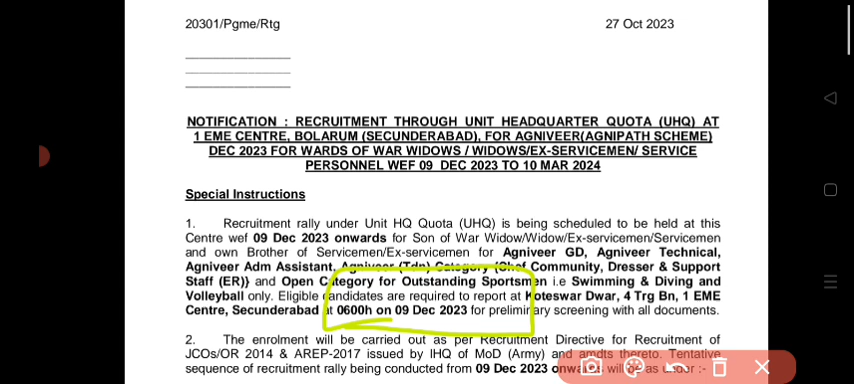 20301/Pgme/Rtg 27 Oct 2023
NOTIFICATION : RECRUITMENT THROUGH UNIT HEADQUARTER QUOTA (UHQ) AT
1 EME CENTRE, BOLARUM (SECUNDERABAD), FOR AGNIVEER(AGNIPATH SCHEME)
DEC 2023 FOR WARDS OF WAR WIDOWS / WIDOWS/EX-SERVICEMEN/ SERVICE
PERSONNEL WEF 09 DEC 2023 TO 10 MAR 2024
Special Instructions
1. Recruitment rally under Unit HQ Quota (UHQ) is being scheduled to be held at this
Centre wef 09 Dec 2023 onwards for Son of War Widow/Widow/Ex-servicemen/Servicemen
and own Brother of Servicemen/Ex-servicemen for Agniveer GD, Agniveer Technical,
Agniveer Adm Assistant, Agniveer (Tdn) Category {Chef Community, Dresser & Support
Staff (ER)} and Open Category for Outstanding Sportsmen i.e Swimming & Diving and
Volleyball only. Eligible candidates are required to report at Koteswar Dwar, 4 Trg Bn, 1 EME
Centre, Secunderabad at 0600h on 09 Dec 2023 for preliminary screening with all documents.
2. The enrolment will be carried out as per Recruitment Directive for Recruitment of
JCOs/OR 2014 & AREP-2017 issued by IHQ of MoD (Army) and amdts thereto. Tentative
sequence of recruitment rally being conducted from 09 Dec 2023 onwards will be as under :-